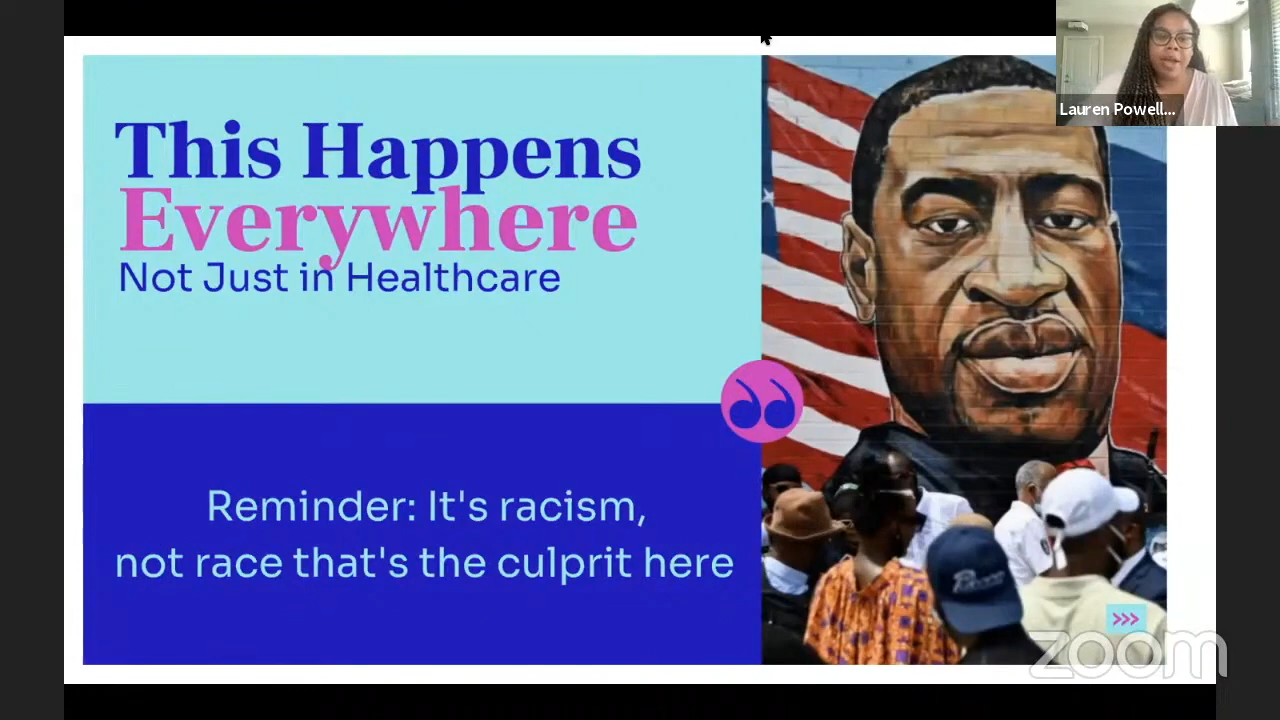 This Happens
Everywhere
Not Just in Healthcare
Reminder: It's racism,
not race that's the culprit here
Lauren Powell...
zoom